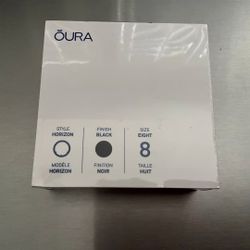 ŌURA
STYLE
HORIZON
MODÈLE
HORIZON
FINISH
BLACK
FINITION
NOIR
SIZE
EIGHT
8
TAILLE
HUIT